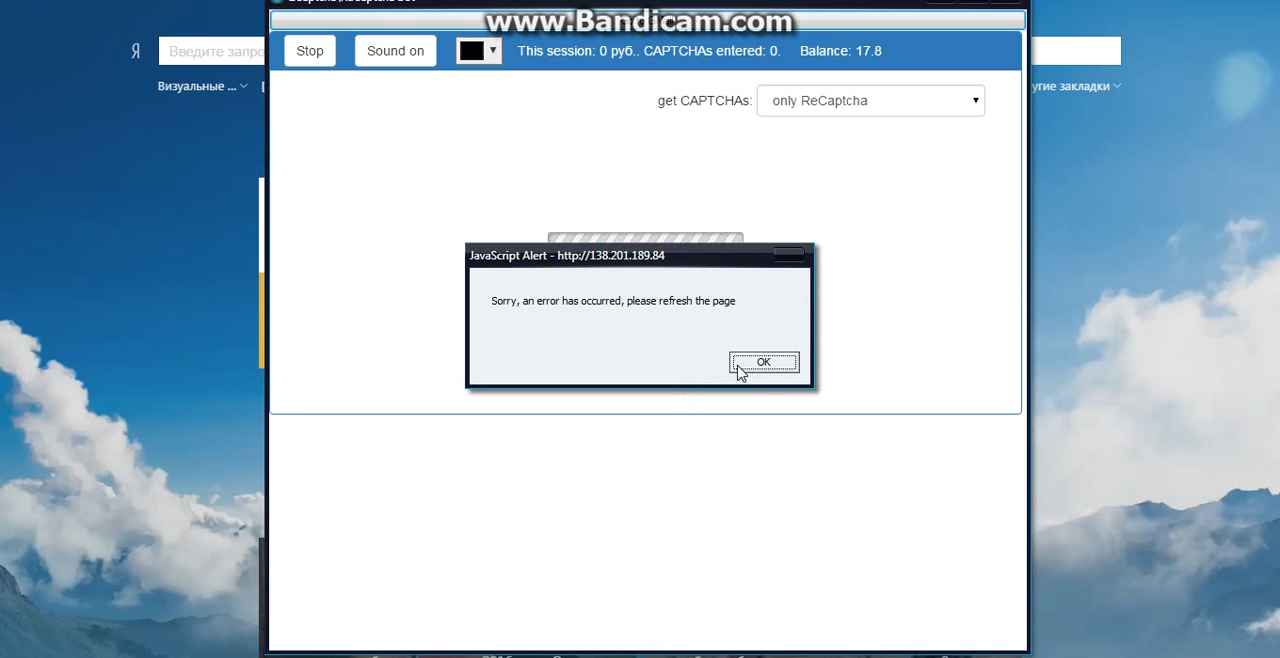 www.Bandicam.com
Я
Введите запро
Stop
Sound on
This session: 0 руб.. CAPTCHAs entered: 0.
Balance: 17.8
Визуальные ...
get CAPTCHAs:
only ReCaptcha
JavaScript Alert - http://138.201.189.84
Sorry, an error has occurred, please refresh the page
OK